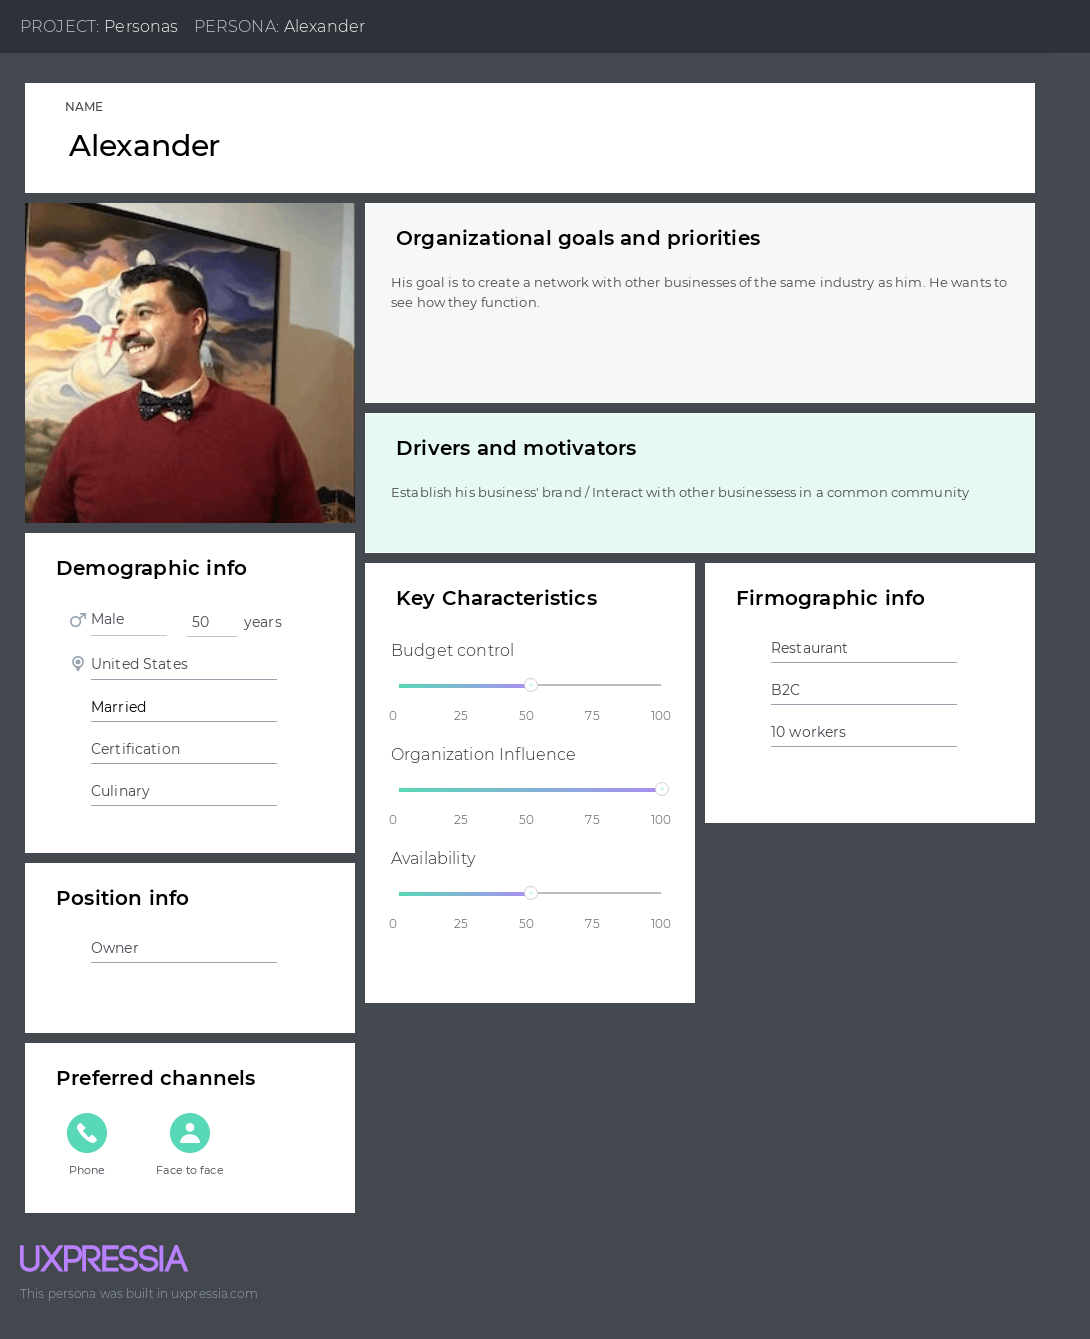 PROJECT: Personas PERSONA: Alexander
NAME
Alexander
Organizational goals and priorities
His goal is to create a network with other businesses of the same industry as him. He wants to
see how they function.
Drivers and motivators
Establish his business' brand / Interact with other businessess in a common community
Demographic info
Male 50 years
United States
Married
Certification
Culinary
Position info
Owner
Preferred channels
Phone Face to face
Key Characteristics
Budget control
0 25 50 75 100
Organization Influence
0 25 50 75 100
Availability
0 25 50 75 100
Firmographic info
Restaurant
B2C
10 workers
UXPRESSIA
This persona was built in uxpressia.com